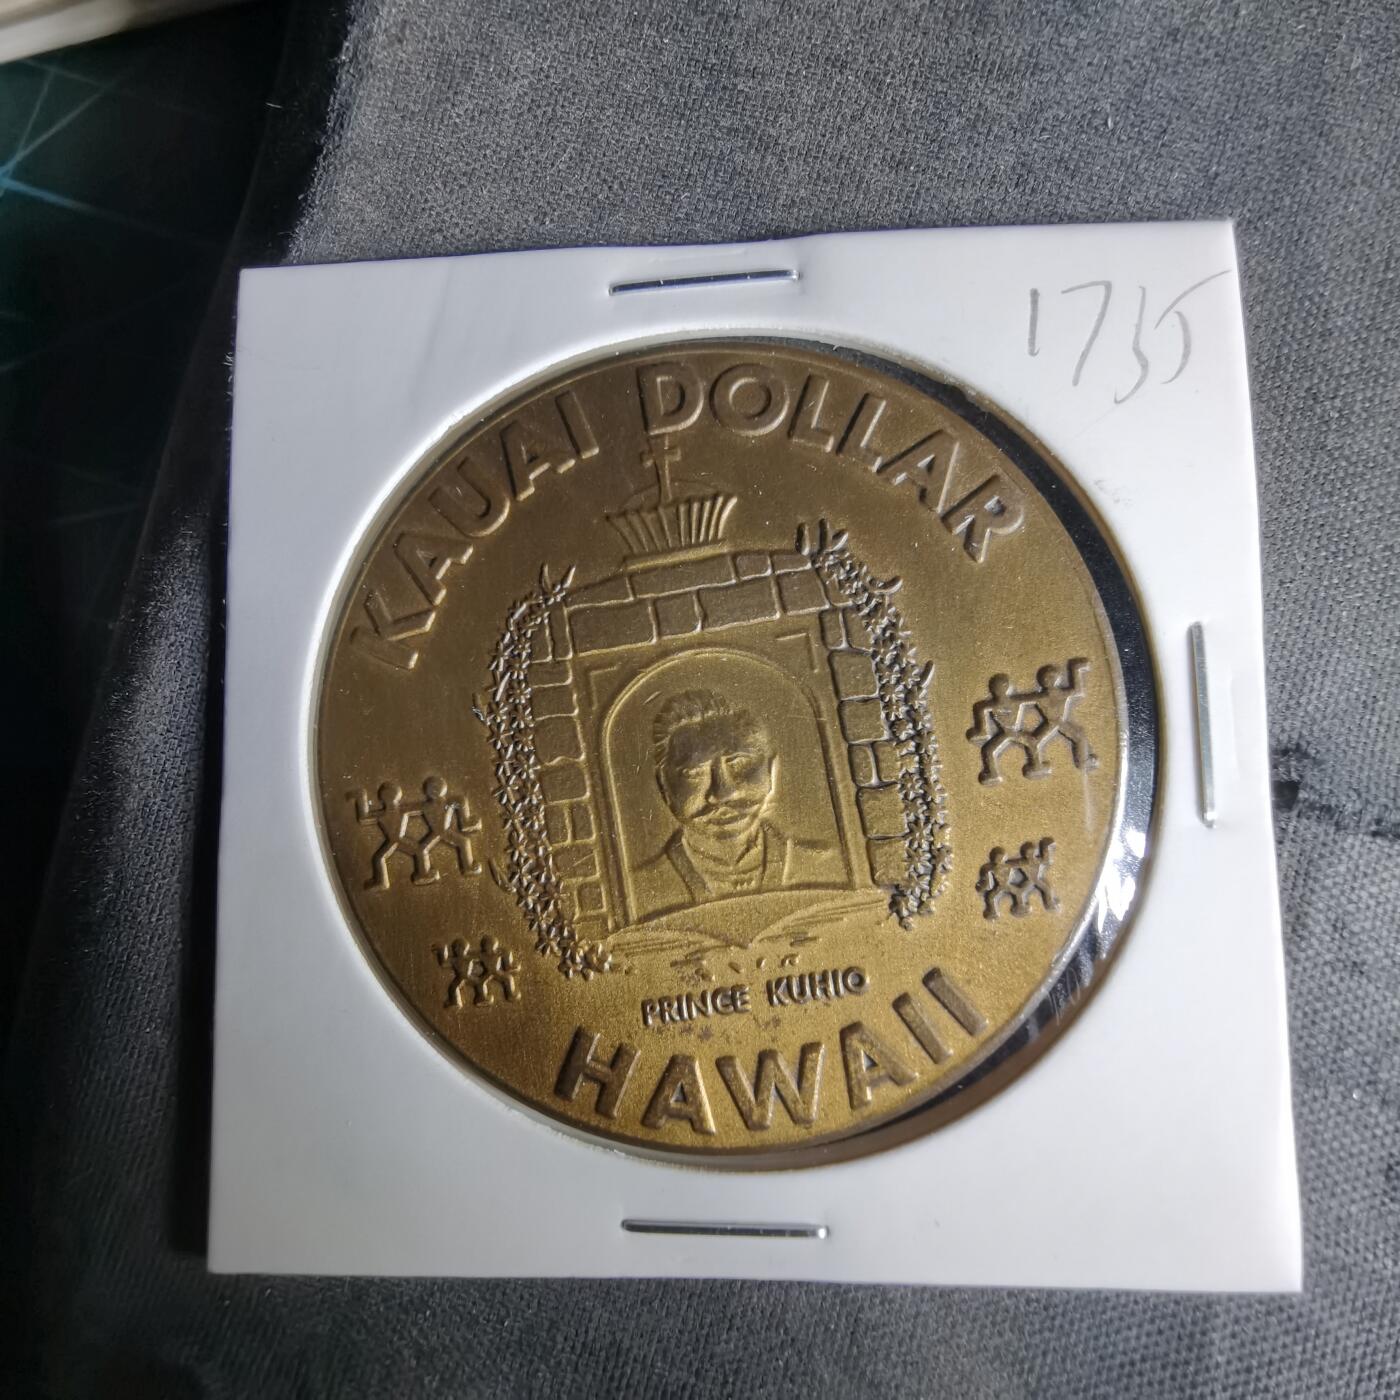 1735
KAUAI DOLLAR
PRINCE KUHIO
HAWAII